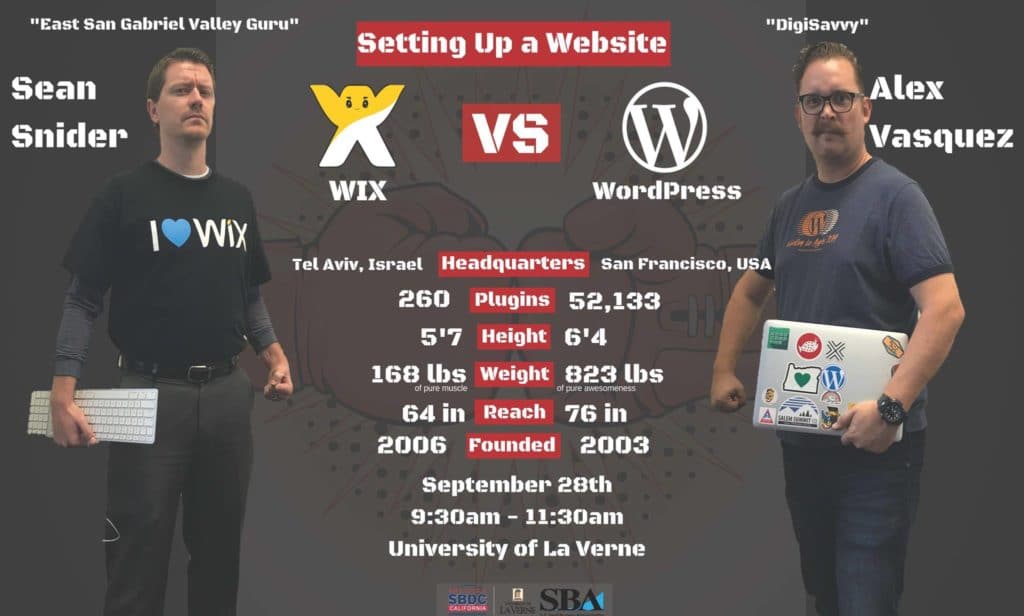 "East San Gabriel Valley Guru"
Sean
Snider
Setting Up a Website
"DigiSavvy"
Alex
Vasquez
VS
WIX
WordPress
I WiX
Tel Aviv, Israel Headquarters San Francisco, USA
260 Plugins 52,133
5'7 Height 6'4
168 lbs Weight 823 lbs
of pure muscle of pure awesomeness
64 in Reach 76 in
2006 Founded 2003
September 28th
9:30am - 11:30am
University of La Verne
SALEM SUMMIT
SBDC
CALIFORNIA
LAVERNE
SBA